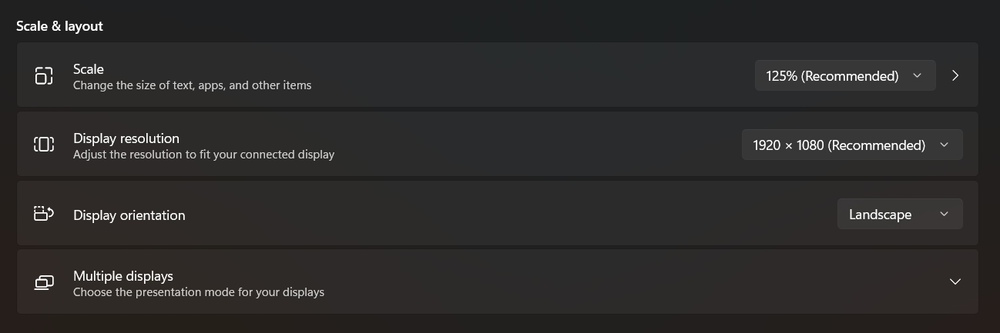 Scale & layout
Scale
Change the size of text, apps, and other items
125% (Recommended)
Display resolution
Adjust the resolution to fit your connected display
1920 × 1080 (Recommended)
Display orientation
Landscape
Multiple displays
Choose the presentation mode for your displays